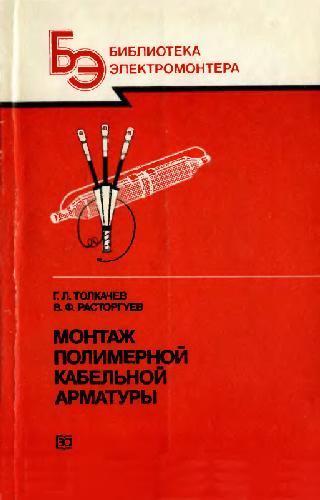 БЭ
БИБЛИОТЕКА
ЭЛЕКТРОМОНТЕРА
Г. Л. ТОЛКАЧЕВ
В. Ф. РАСТОРГУЕВ
МОНТАЖ
ПОЛИМЕРНОЙ
КАБЕЛЬНОЙ
АРМАТУРЫ